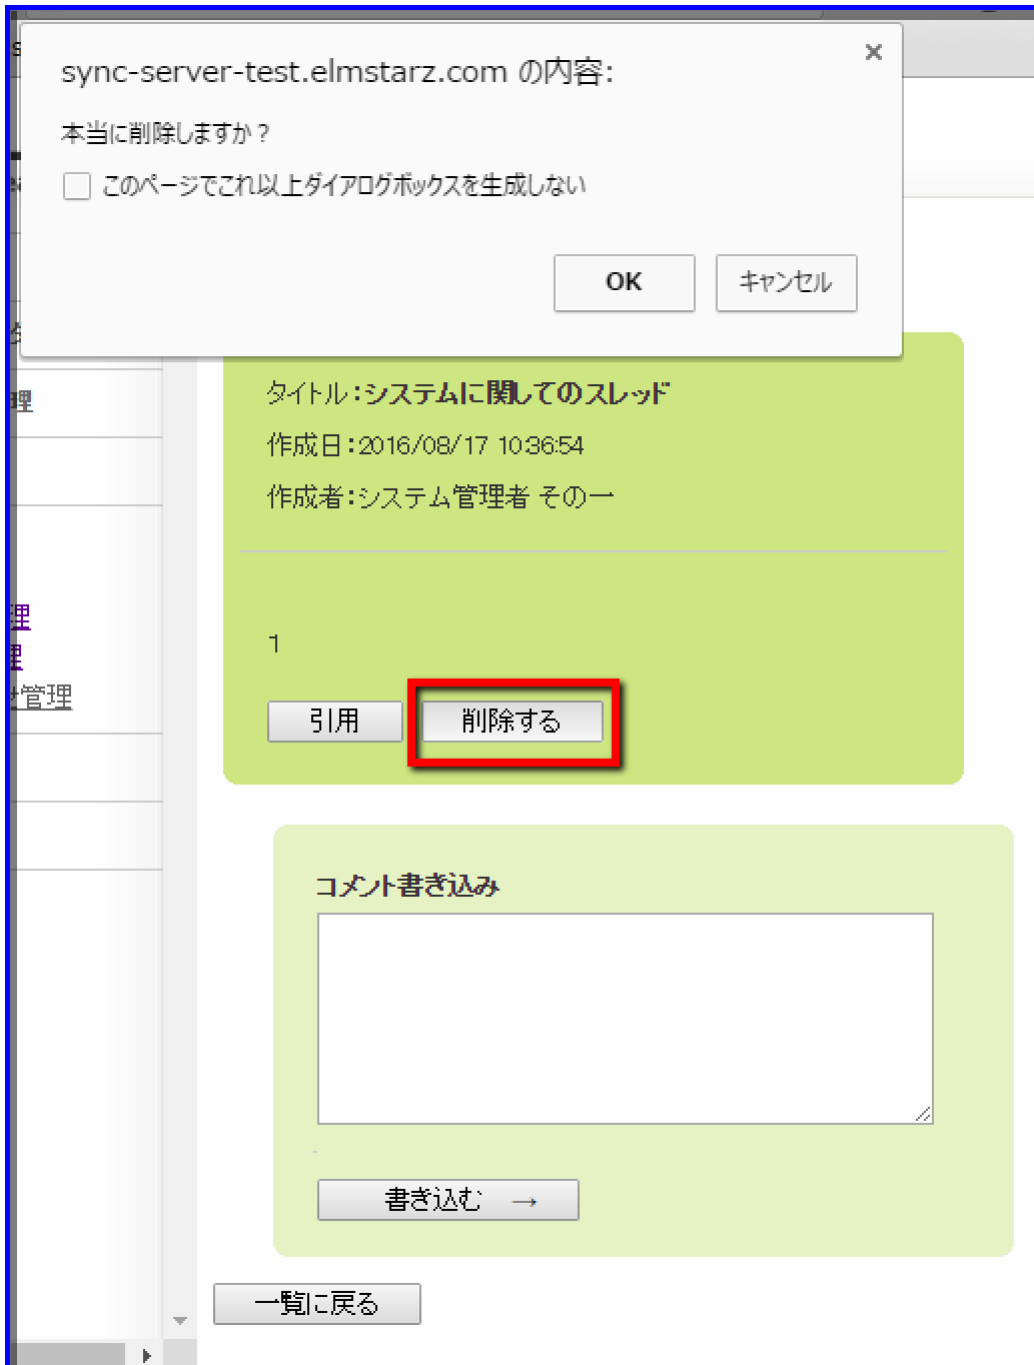 sync-server-test.elmstarz.com の内容:
本当に削除しますか？
このページでこれ以上ダイアログボックスを生成しない
OK キャンセル
理
タイトル：システムに関してのスレッド
作成日：2016/08/17 10:36:54
作成者：システム管理者 その一
理
理
管理
1
引用 削除する
コメント書き込み
書き込む →
一覧に戻る